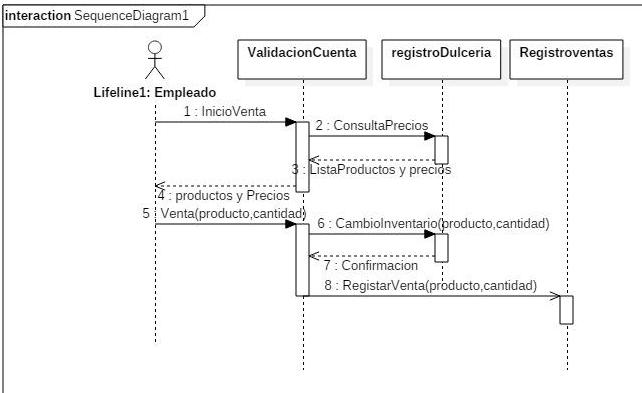 interaction SequenceDiagram1
ValidacionCuenta
registroDulceria
Registroventas
Lifeline1: Empleado
1 : InicioVenta
2 : ConsultaPrecios
3 : ListaProductos y precios
4 : productos y Precios
5 : Venta(producto,cantidad)
6 : CambioInventario(producto,cantidad)
7 : Confirmacion
8 : RegistarVenta(producto,cantidad)